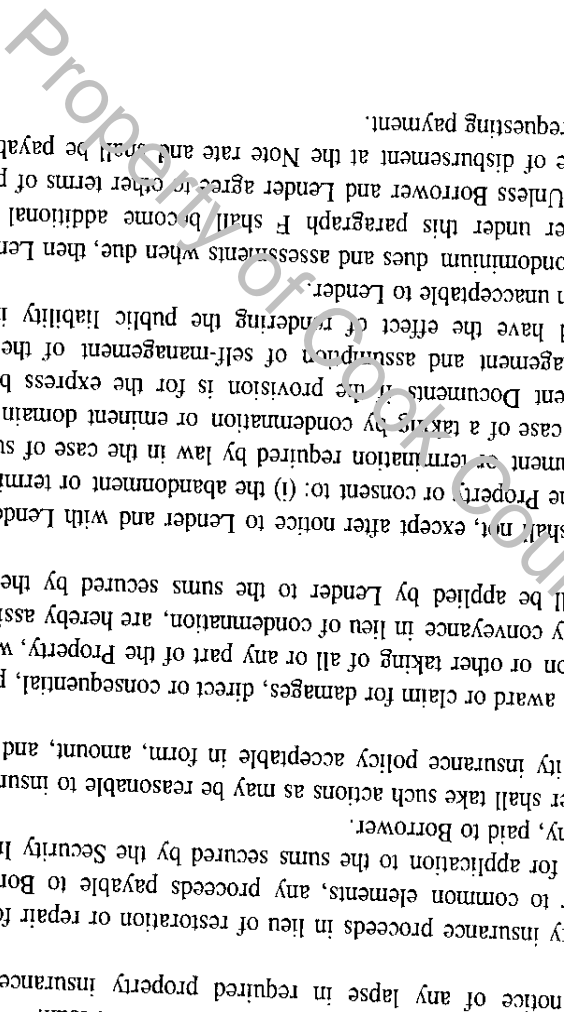 notice of any lapse in required property insurance
ty insurance proceeds in lieu of restoration or repair fo
r to common elements, any proceeds payable to Bor
for application to the sums secured by the Security In
ny, paid to Borrower.
er shall take such actions as may be reasonable to insur
ity insurance policy acceptable in form, amount, and
award or claim for damages, direct or consequential, p
on or other taking of all or any part of the Property, w
y conveyance in lieu of condemnation, are hereby assi
ll be applied by Lender to the sums secured by the
shall not, except after notice to Lender and with Lende
he Property or consent to: (i) the abandonment or termi
nment or termination required by law in the case of su
case of a taking by condemnation or eminent domain
ent Documents if the provision is for the express b
agement and assumption of self-management of the
d have the effect of rendering the public liability i
n unacceptable to Lender.
ondominium dues and assessments when due, then Len
er under this paragraph F shall become additional
Unless Borrower and Lender agree to other terms of p
e of disbursement at the Note rate and shall be payab
requesting payment.
Property of Cook Coun